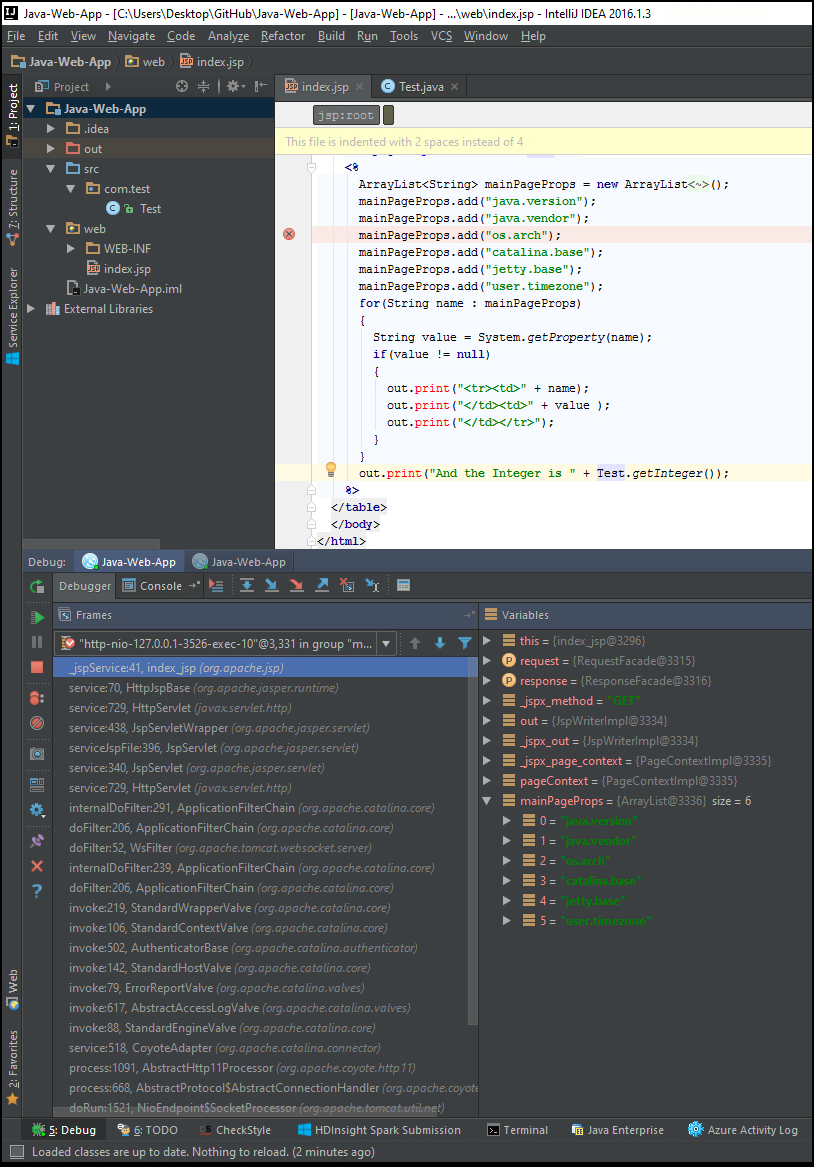 Java-Web-App - [C:\Users\Desktop\GitHub\Java-Web-App] - [Java-Web-App] - ...\web\index.jsp - IntelliJ IDEA 2016.1.3
File Edit View Navigate Code Analyze Refactor Build Run Tools VCS Window Help
Java-Web-App web index.jsp
1: Project
7: Structure
Service Explorer
Project
Java-Web-App
.idea
out
src
com.test
Test
web
WEB-INF
index.jsp
Java-Web-App.iml
External Libraries
index.jsp Test.java
jsp:root
This file is indented with 2 spaces instead of 4
<%
ArrayList<String> mainPageProps = new ArrayList<~>();
mainPageProps.add("java.version");
mainPageProps.add("java.vendor");
mainPageProps.add("os.arch");
mainPageProps.add("catalina.base");
mainPageProps.add("jetty.base");
mainPageProps.add("user.timezone");
for(String name : mainPageProps)
{
String value = System.getProperty(name);
if(value != null)
{
out.print("<tr><td>" + name);
out.print("</td><td>" + value );
out.print("</td></tr>");
}
}
out.print("And the Integer is " + Test.getInteger());
%>
</table>
</body>
</html>
Debug: Java-Web-App Java-Web-App
Debugger Console
Frames
"http-nio-127.0.0.1-3526-exec-10"@3,331 in group "m...
_jspService:41, index_jsp (org.apache.jsp)
service:70, HttpJspBase (org.apache.jasper.runtime)
service:729, HttpServlet (javax.servlet.http)
service:438, JspServletWrapper (org.apache.jasper.servlet)
serviceJspFile:396, JspServlet (org.apache.jasper.servlet)
service:340, JspServlet (org.apache.jasper.servlet)
service:729, HttpServlet (javax.servlet.http)
internalDoFilter:291, ApplicationFilterChain (org.apache.catalina.core)
doFilter:206, ApplicationFilterChain (org.apache.catalina.core)
doFilter:52, WsFilter (org.apache.tomcat.websocket.server)
internalDoFilter:239, ApplicationFilterChain (org.apache.catalina.core)
doFilter:206, ApplicationFilterChain (org.apache.catalina.core)
invoke:219, StandardWrapperValve (org.apache.catalina.core)
invoke:106, StandardContextValve (org.apache.catalina.core)
invoke:502, AuthenticatorBase (org.apache.catalina.authenticator)
invoke:142, StandardHostValve (org.apache.catalina.core)
invoke:79, ErrorReportValve (org.apache.catalina.valves)
invoke:617, AbstractAccessLogValve (org.apache.catalina.valves)
invoke:88, StandardEngineValve (org.apache.catalina.core)
service:518, CoyoteAdapter (org.apache.catalina.connector)
process:1091, AbstractHttp11Processor (org.apache.coyote.http11)
process:668, AbstractProtocol$AbstractConnectionHandler (org.apache.coyote
doRun:1521, NioEndpoint$SocketProcessor (org.apache.tomcat.util.net)
Variables
this = {index_jsp@3296}
request = {RequestFacade@3315}
response = {ResponseFacade@3316}
_jspx_method = "GET"
out = {JspWriterImpl@3334}
_jspx_out = {JspWriterImpl@3334}
_jspx_page_context = {PageContextImpl@3335}
pageContext = {PageContextImpl@3335}
mainPageProps = {ArrayList@3336} size = 6
0 = "java.version"
1 = "java.vendor"
2 = "os.arch"
3 = "catalina.base"
4 = "jetty.base"
5 = "user.timezone"
Web
2: Favorites
5: Debug 6: TODO CheckStyle HDInsight Spark Submission Terminal Java Enterprise Azure Activity Log
Loaded classes are up to date. Nothing to reload. (2 minutes ago)